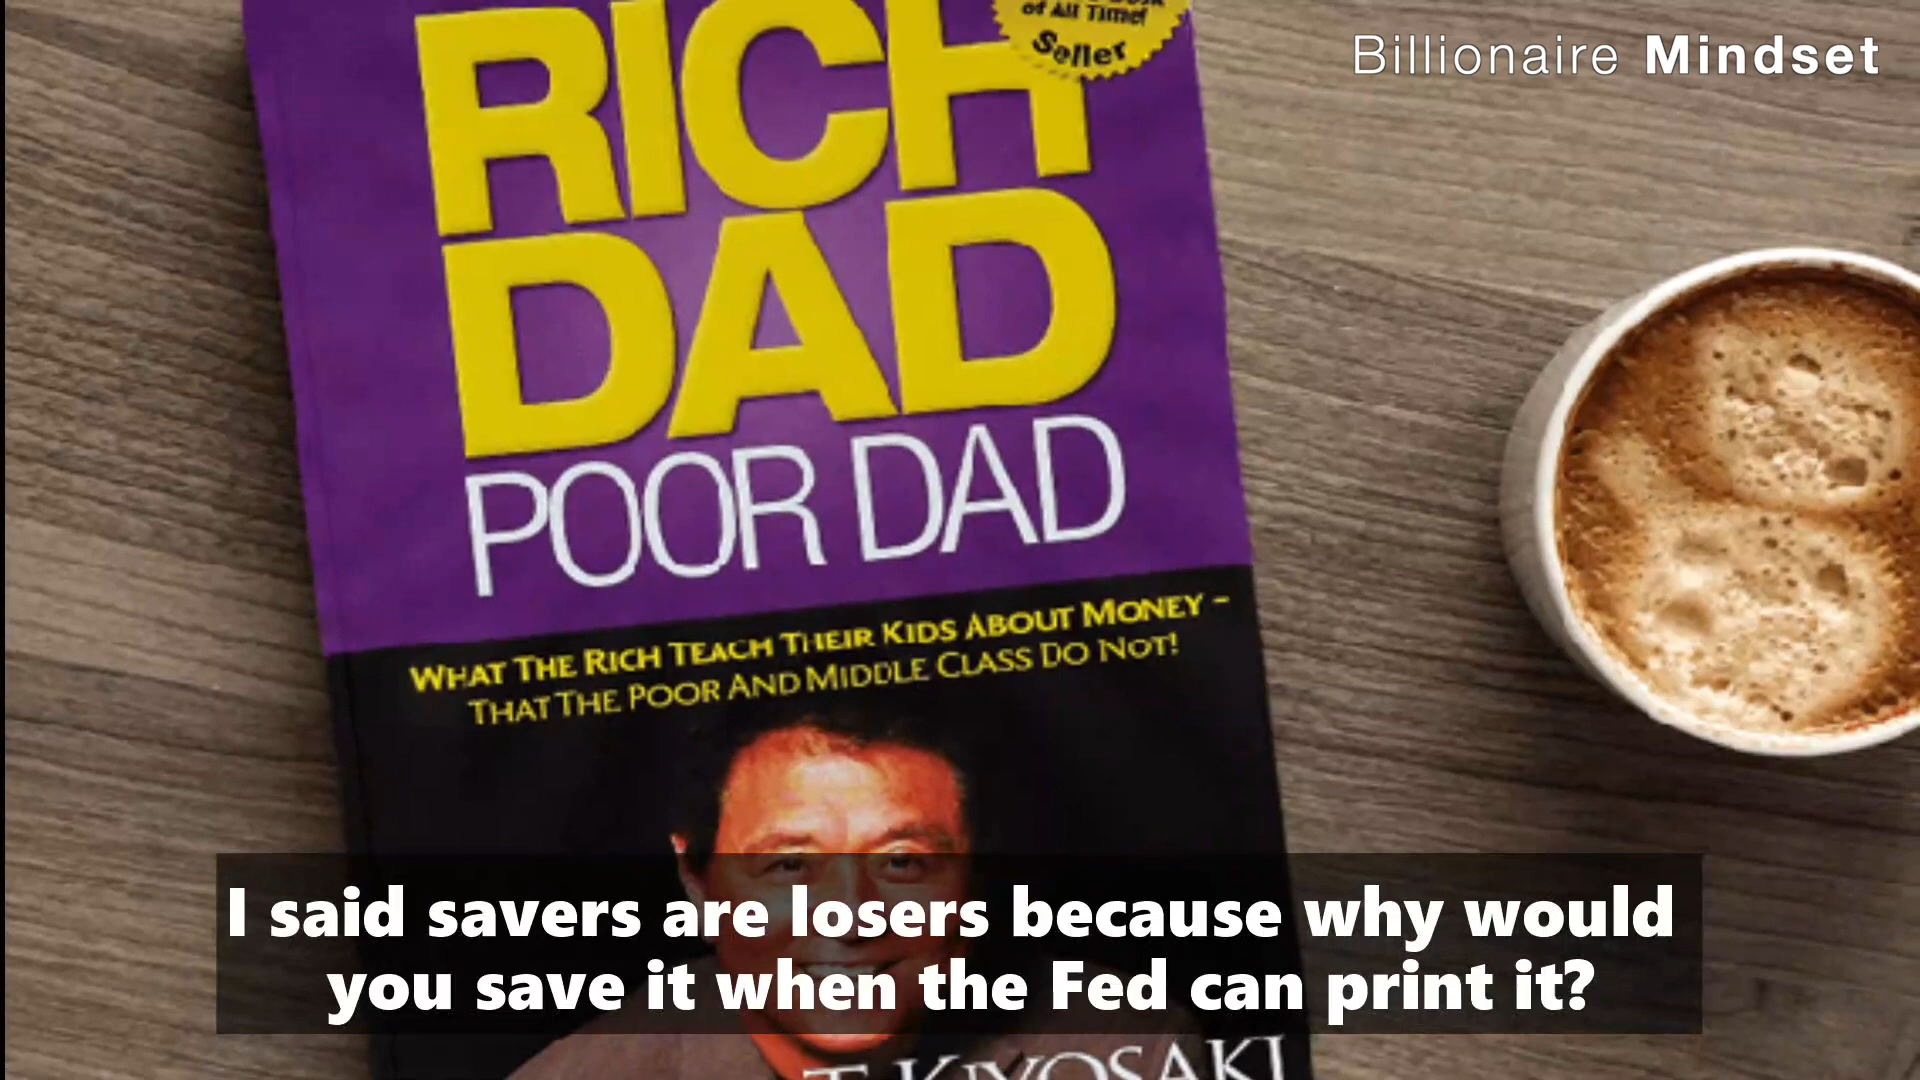 Billionaire Mindset
of All Time!
Seller
RICH
DAD
POOR DAD
WHAT THE RICH TEACH THEIR KIDS ABOUT MONEY –
THAT THE POOR AND MIDDLE CLASS DO NOT!
I said savers are losers because why would
you save it when the Fed can print it?
T. KIYOSAKI